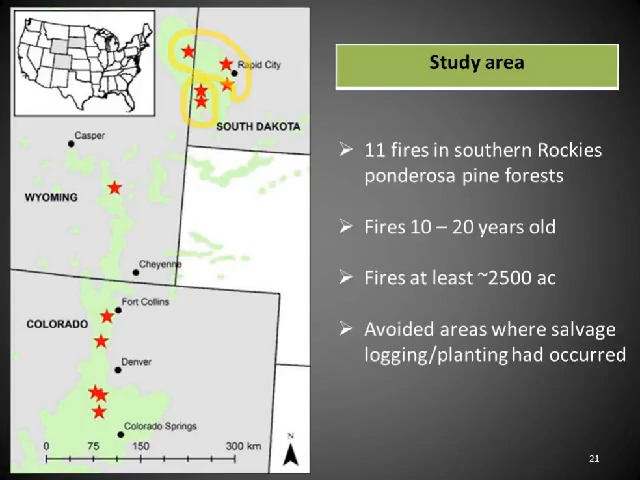 Study area
Rapid City
SOUTH DAKOTA
Casper
WYOMING
Cheyenne
Fort Collins
COLORADO
Denver
Colorado Springs
0 75 150 300 km
N
➢ 11 fires in southern Rockies
ponderosa pine forests
➢ Fires 10 – 20 years old
➢ Fires at least ~2500 ac
➢ Avoided areas where salvage
logging/planting had occurred
21